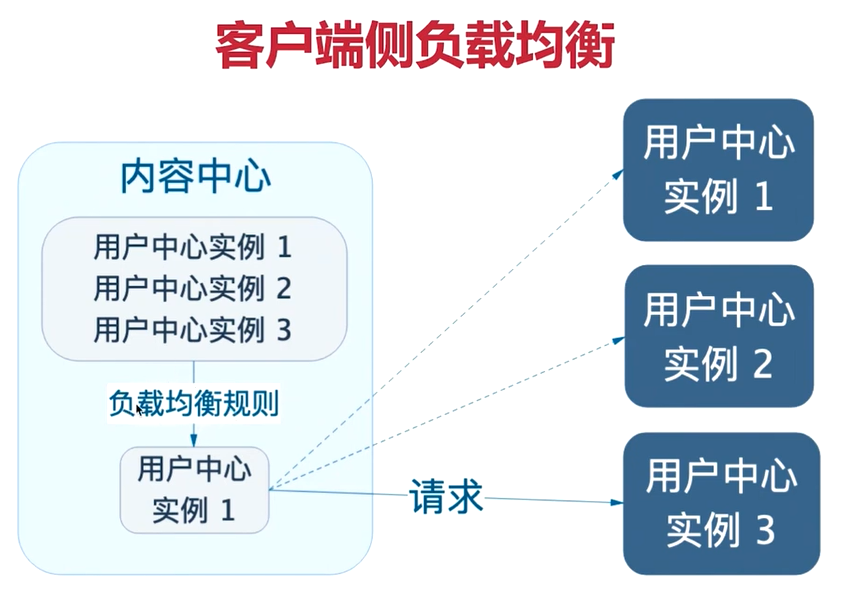 客户端侧负载均衡
内容中心
用户中心实例 1
用户中心实例 2
用户中心实例 3
负载均衡规则
用户中心
实例 1
请求
用户中心
实例 1
用户中心
实例 2
用户中心
实例 3